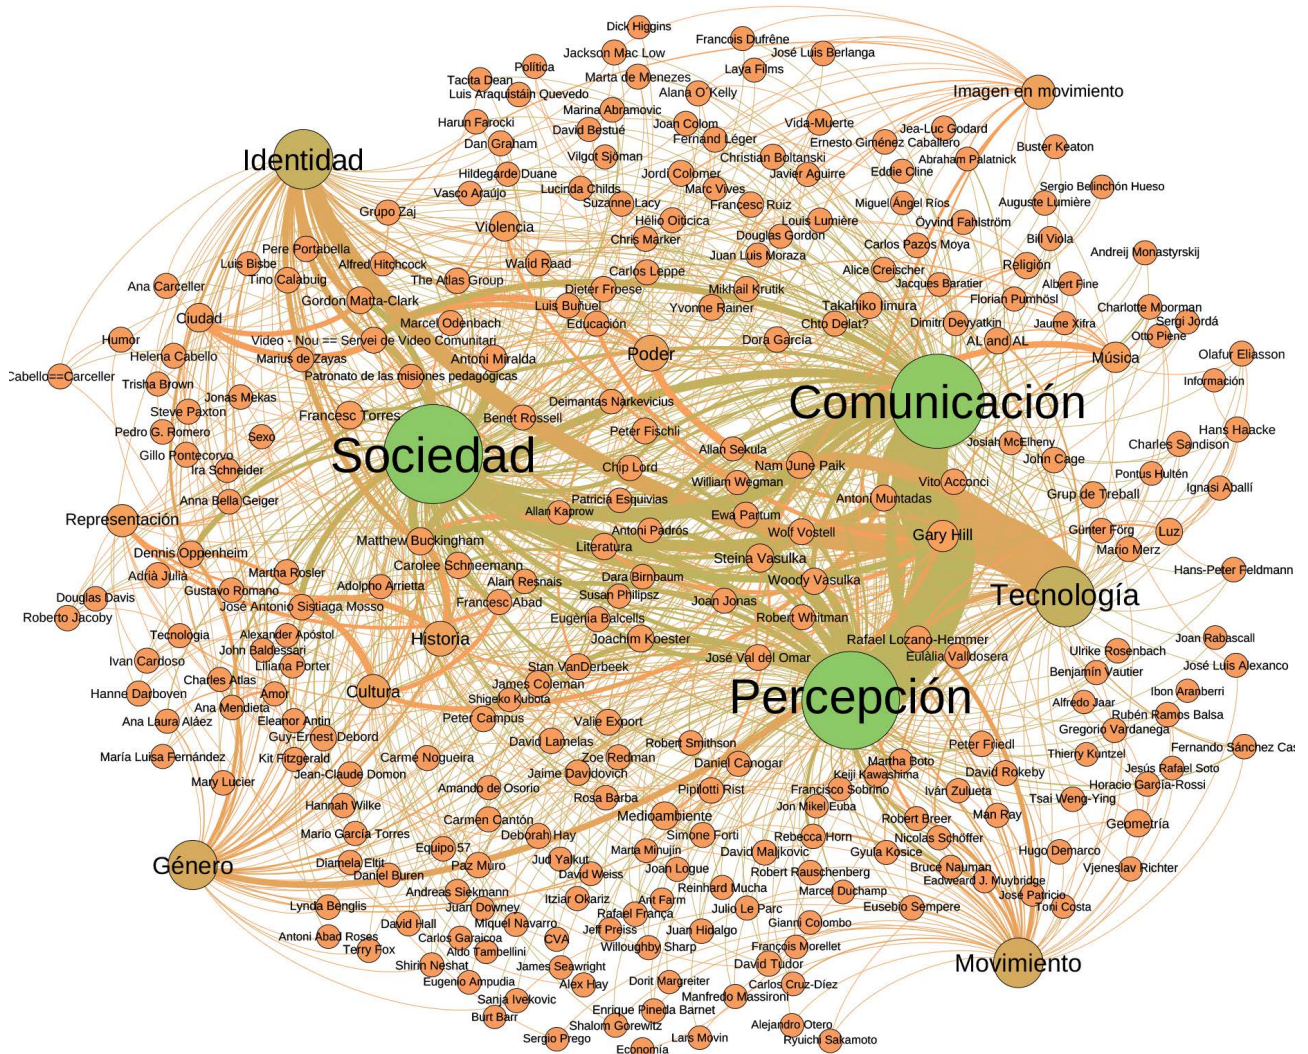 Dick Higgins
Francois Dufrêne
José Luis Berlanga
Jackson Mac Low
Política
Laya Films
Tacita Dean
Marta de Menezes
Imagen en movimiento
Luis Araquistáin Quevedo
Alana O´Kelly
Marina Abramovic
Harun Farocki
Joan Colom
Vida-Muerte
Jea-Luc Godard
David Bestué
Fernand Léger
Ernesto Giménez Caballero
Buster Keaton
Dan Graham
Identidad
Vilgot Sjöman
Christian Boltanski
Abraham Palatnick
Hildegarde Duane
Jordi Colomer
Javier Aguirre
Eddie Cline
Sergio Belinchón Hueso
Vasco Araújo
Lucinda Childs
Marc Vives
Suzanne Lacy
Francesc Ruiz
Miguel Ángel Ríos
Auguste Lumière
Grupo Zaj
Violencia
Hélio Oiticica
Louis Lumière
Öyvind Fahlström
Douglas Gordon
Chris Marker
Carlos Pazos Moya
Bill Viola
Pere Portabella
Juan Luis Moraza
Andreij Monastyrskij
Luis Bisbe
Alfred Hitchcock
Walid Raad
Religión
Tino Calabuig
Carlos Leppe
Alice Creischer
The Atlas Group
Jacques Baratier
Albert Fine
Ana Carceller
Dieter Froese
Mikhail Krutik
Florian Pumhösl
Gordon Matta-Clark
Luis Buñuel
Yvonne Rainer
Takahiko Iimura
Charlotte Moorman
Ciudad
Marcel Odenbach
Educación
Chto Delat?
Dimitri Devyatkin
Jaume Xifra
Sergi Jordá
Humor
Video - Nou == Servei de Video Comunitari
Dora García
AL and AL
Otto Piene
Helena Cabello
Marius de Zayas
Antoni Miralda
Poder
Música
Olafur Eliasson
Cabello==Carceller
Trisha Brown
Patronato de las misiones pedagógicas
Información
Jonas Mekas
Deimantas Narkevicius
Comunicación
Steve Paxton
Francesc Torres
Benet Rossell
Pedro G. Romero
Sexo
Peter Fischli
Hans Haacke
Gillo Pontecorvo
Sociedad
Allan Sekula
Josiah McElheny
Charles Sandison
Ira Schneider
Chip Lord
Nam June Paik
John Cage
Pontus Hultén
William Wegman
Vito Acconci
Ignasi Aballí
Anna Bella Geiger
Patricia Esquivias
Antoni Muntadas
Grup de Treball
Allan Kaprow
Ewa Partum
Representación
Antoni Padrós
Wolf Vostell
Gary Hill
Günter Förg
Luz
Matthew Buckingham
Literatura
Mario Merz
Dennis Oppenheim
Carolee Schneemann
Steina Vasulka
Hans-Peter Feldmann
Adrià Julià
Martha Rosler
Adolpho Arrietta
Alain Resnais
Dara Birnbaum
Woody Vasulka
Gustavo Romano
Susan Philipsz
Tecnología
Douglas Davis
José Antonio Sistiaga Mosso
Francesc Abad
Joan Jonas
Roberto Jacoby
Eugènia Balcells
Robert Whitman
Tecnologia
Alexander Apóstol
Historia
Joachim Koester
Rafael Lozano-Hemmer
Joan Rabascall
John Baldessari
Ulrike Rosenbach
Ivan Cardoso
Liliana Porter
José Val del Omar
Eulàlia Valldosera
José Luis Alexanco
Stan VanDerbeek
Benjamín Vautier
Charles Atlas
James Coleman
Hanne Darboven
Amor
Cultura
Percepción
Ibon Aranberri
Shigeko Kubota
Alfredo Jaar
Ana Mendieta
Rubén Ramos Balsa
Ana Laura Aláez
Eleanor Antin
Peter Campus
Valie Export
Gregorio Vardanega
Guy-Ernest Debord
David Lamelas
Robert Smithson
Peter Friedl
Fernando Sánchez Cas
María Luisa Fernández
Kit Fitzgerald
Carme Nogueira
Zoe Redman
Martha Boto
Thierry Kuntzel
Daniel Canogar
Jesús Rafael Soto
Jean-Claude Domon
Jaime Davidovich
Keiji Kawashima
David Rokeby
Mary Lucier
Amando de Osorio
Pipilotti Rist
Francisco Sobrino
Iván Zulueta
Horacio García-Rossi
Rosa Barba
Tsai Weng-Ying
Hannah Wilke
Jon Mikel Euba
Man Ray
Carmen Cantón
Medioambiente
Robert Breer
Geometría
Mario García Torres
Deborah Hay
Simone Forti
Rebecca Horn
Nicolas Schöffer
Equipo 57
Marta Minujín
David Maljkovic
Gyula Kosice
Hugo Demarco
Género
Diamela Eltit
Jud Yalkut
Vjeneslav Richter
Paz Muro
Joan Logue
Bruce Nauman
Daniel Buren
David Weiss
Robert Rauschenberg
Eadweard J. Muybridge
Andreas Siekmann
Reinhard Mucha
Marcel Duchamp
José Patricio
Lynda Benglis
Itziar Okariz
Ant Farm
Juan Downey
Julio Le Parc
Eusebio Sempere
Toni Costa
David Hall
Miquel Navarro
Rafael França
Gianni Colombo
Antoni Abad Roses
Carlos Garaicoa
CVA
Jeff Preiss
Juan Hidalgo
Terry Fox
Aldo Tambellini
Willoughby Sharp
François Morellet
Shirin Neshat
James Seawright
David Tudor
Movimiento
Eugenio Ampudia
Alex Hay
Dorit Margreiter
Carlos Cruz-Díez
Sanja Ivekovic
Manfredo Massironi
Burt Barr
Enrique Pineda Barnet
Shalom Gorewitz
Alejandro Otero
Sergio Prego
Lars Movin
Ryuichi Sakamoto
Economía